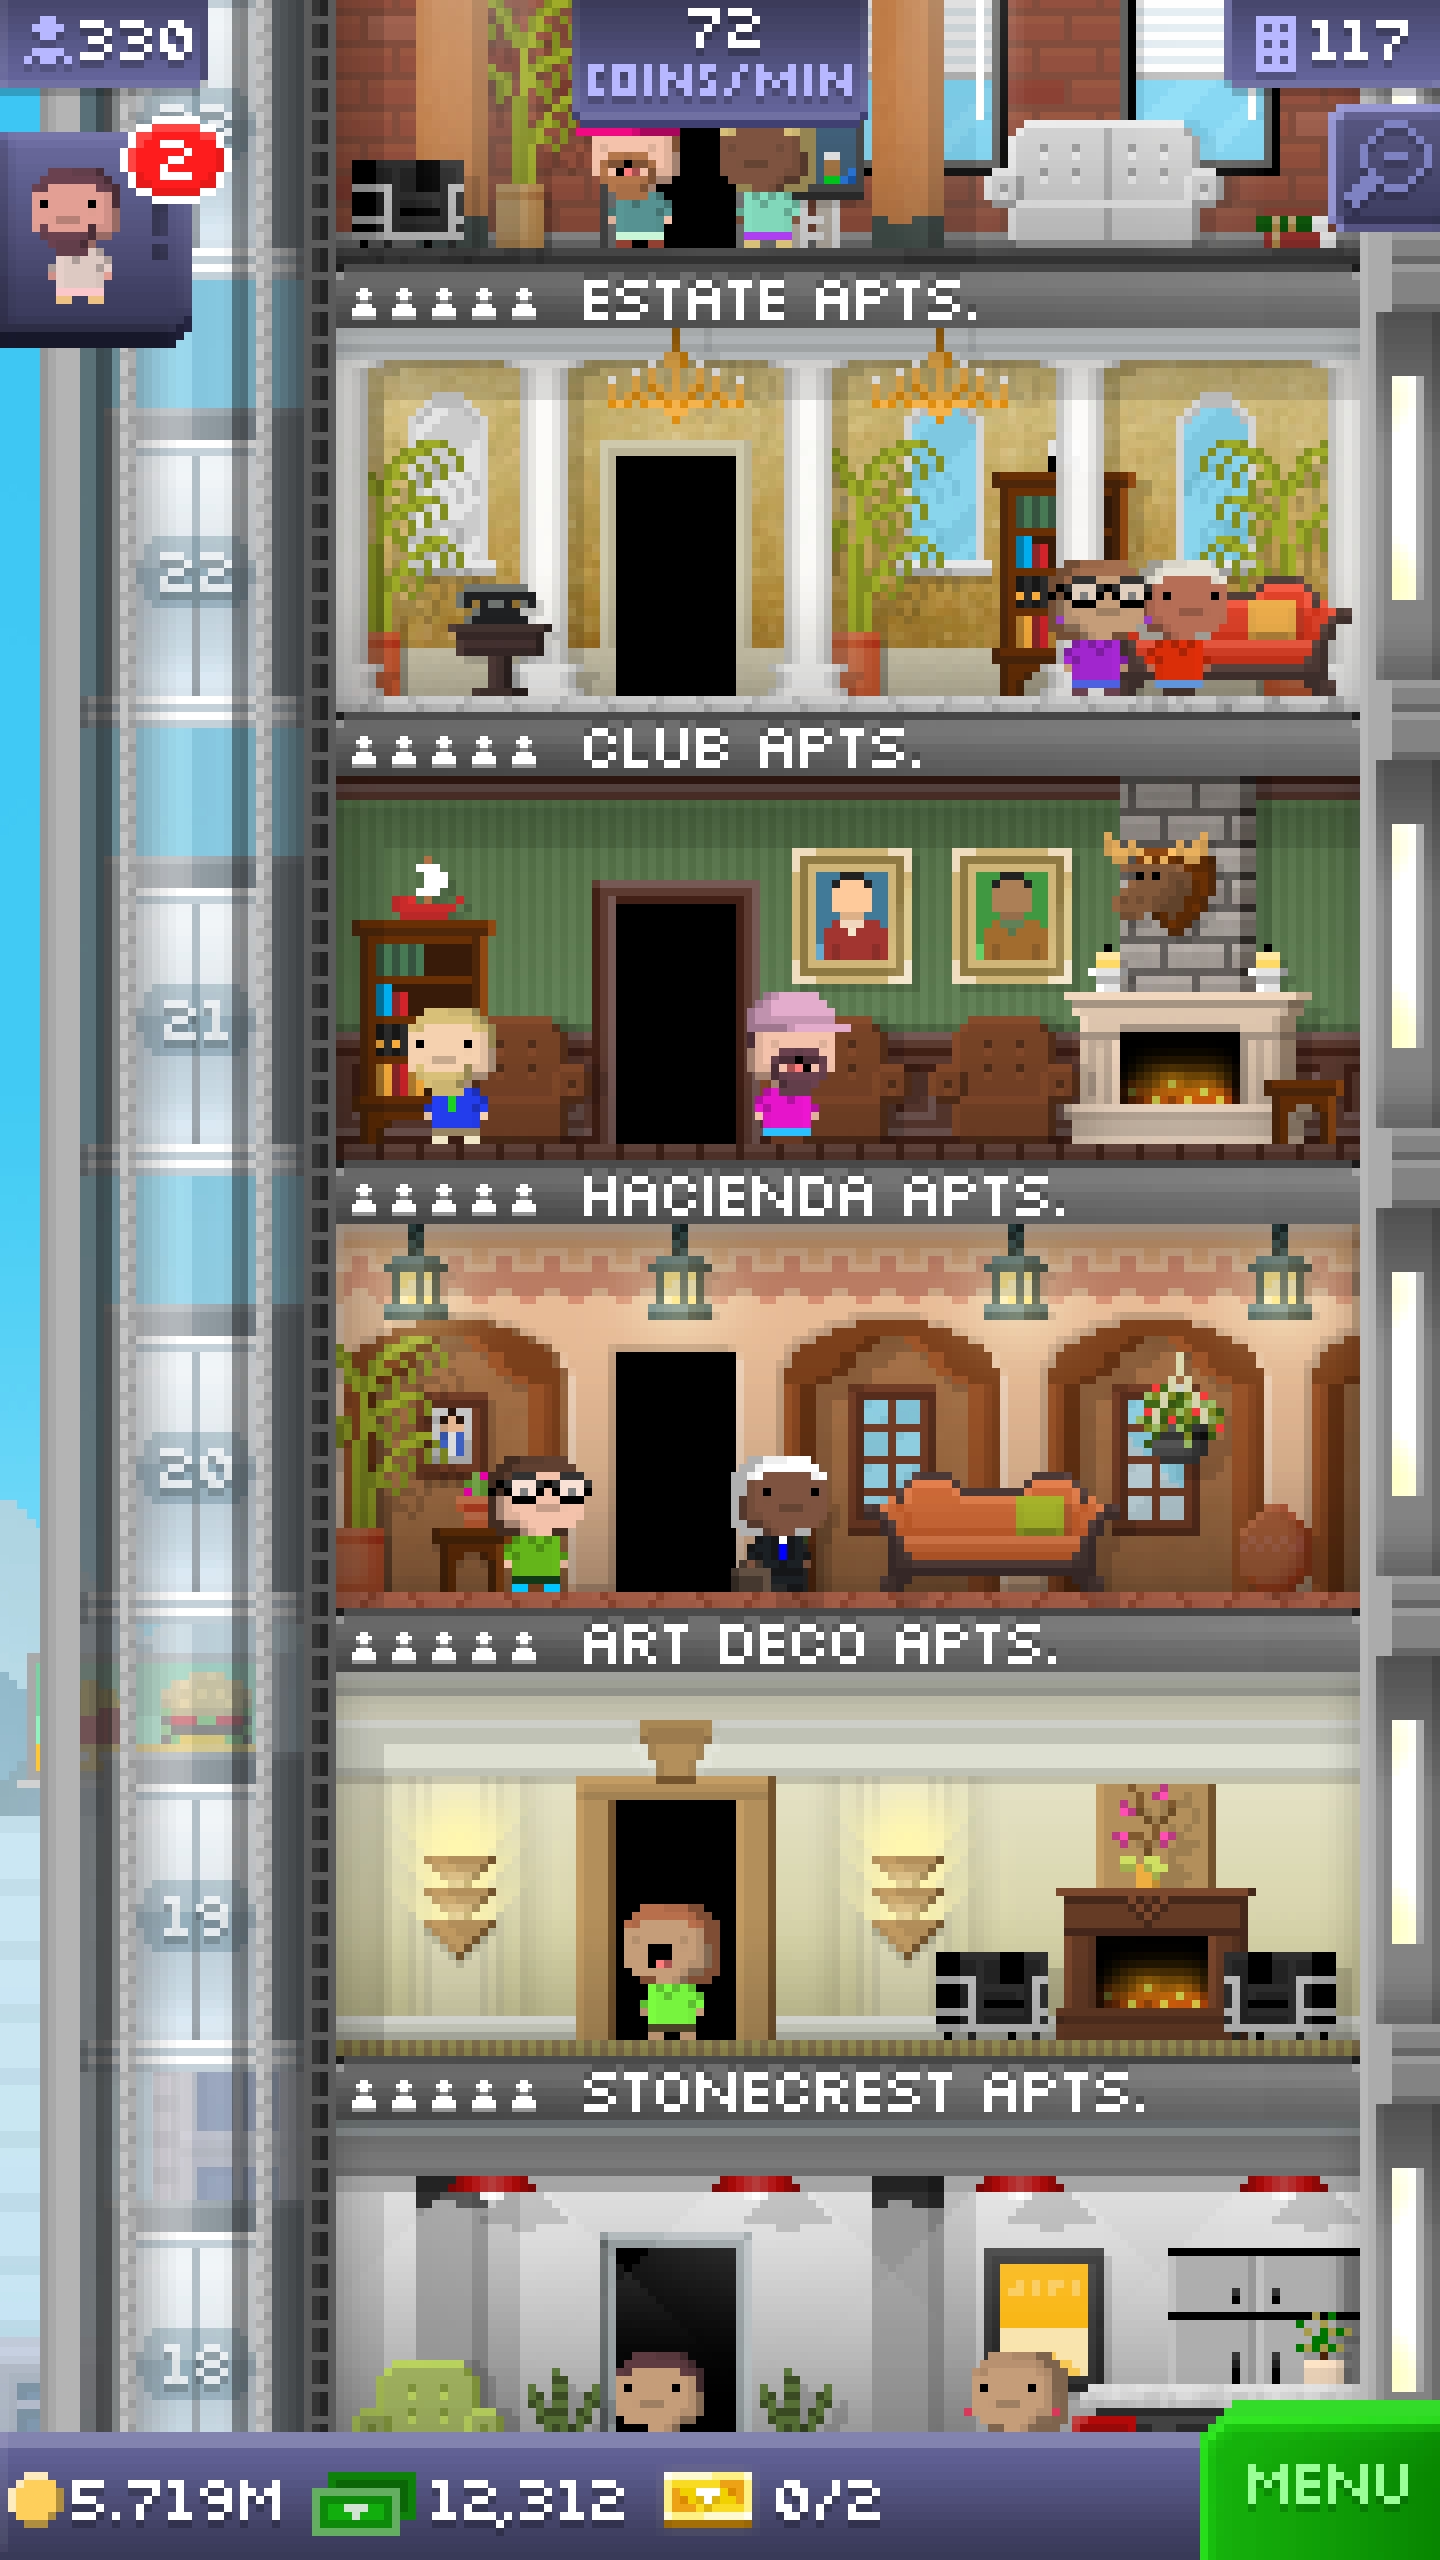 330
72
COINS/MIN
117
2
ESTATE APTS.
22
CLUB APTS.
21
HACIENDA APTS.
20
ART DECO APTS.
19
STONECREST APTS.
18
5.719M
12,312
0/2
MENU